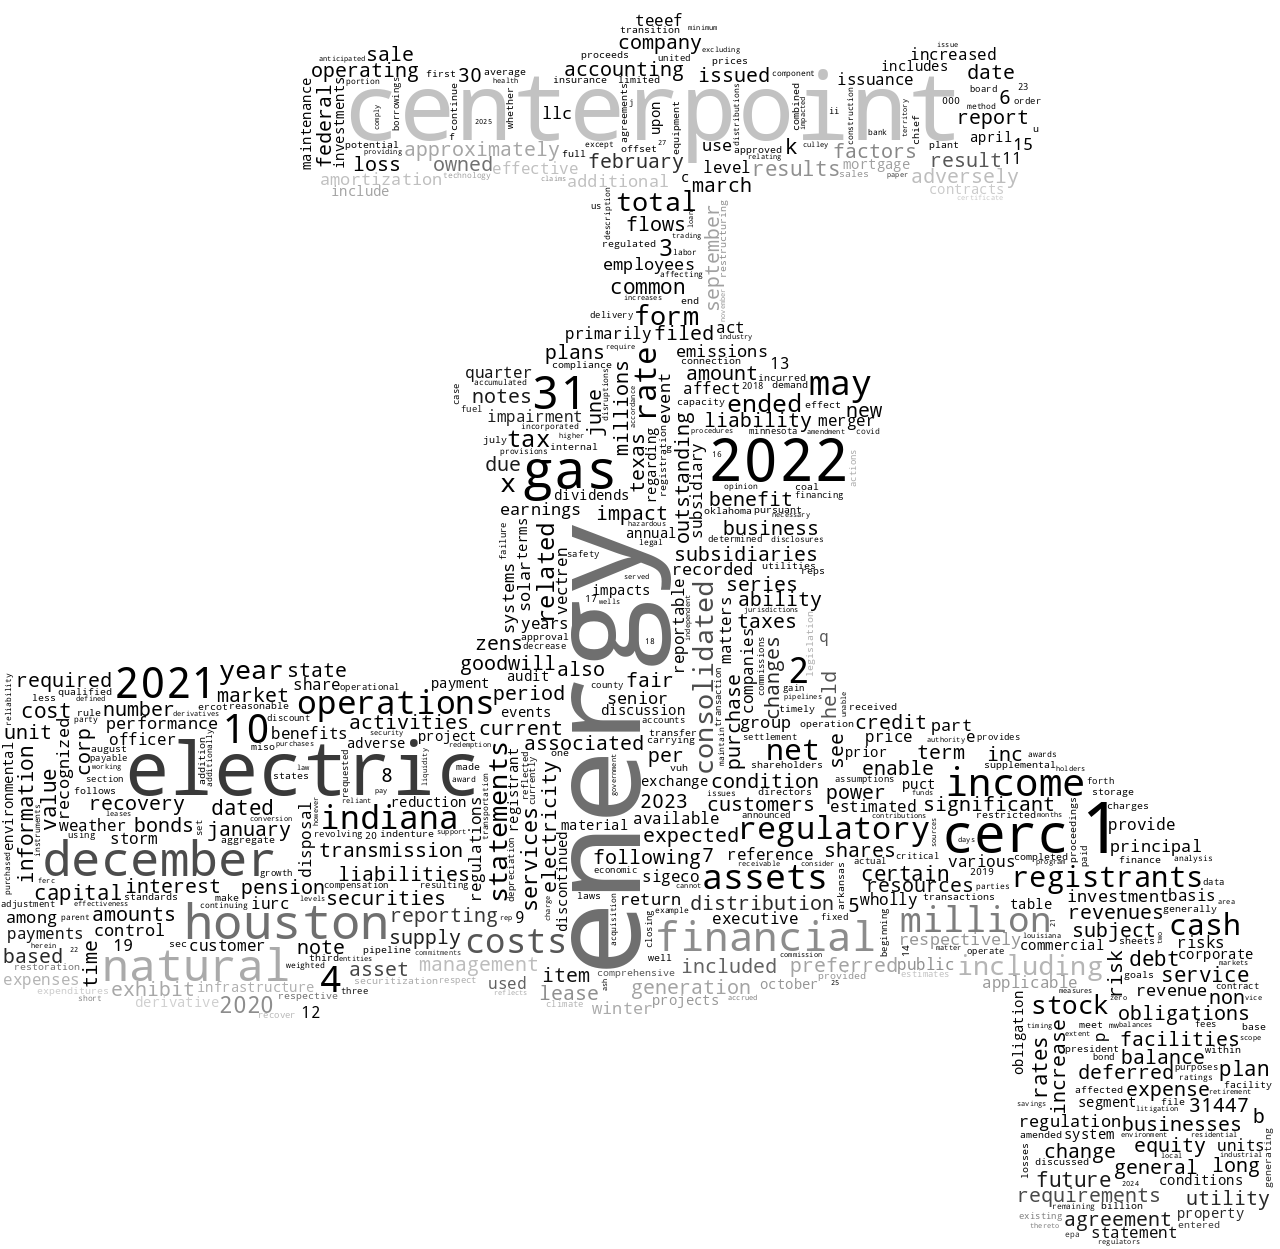 teeef
transition minimum
company excluding
sale proceeds united issue
anticipated accounting prices increased
operating first 30 average issued component issuance includes date
portion health insurance limited board 23
centerpoint
maintenance federal investments comply borrowings continue 2025 whether llc agreements upon equipment distributions combined impacted ii construction bank territory chief 000 method 6 order
f except offset 27 use approved k plant report
providing approximately full february relating culley factors april 15 u
loss owned effective level results mortgage result 11
amortization technology claims additional c march sales paper adversely
include contracts
certificate
us description total loan september restructuring
flows trading
regulated 3 labor
employees affecting
common
increases end november
delivery form
primarily filed act industry
plans require emissions
compliance connection 13
quarter rate amount incurred may
case accumulated 31 disruptions millions accordance event affect 2018 demand
notes june capacity ended effect new
fuel impairment liability merger
incorporated procedures minnesota amendment covid
july tax higher texas regarding registration g outstanding 2022 actions
provisions internal 16
due gas subsidiary
x dividends opinion coal
earnings impact benefit financing
hazardous oklahoma pursuant necessary
failure terms related annual business
legal determined disclosures
safety subsidiaries
systems solar vectren served recorded utilities reps
impacts series
17 wells reportable independent consolidated ability
jurisdictions
years energy matters taxes legislation
approval 18 q
zens decrease companies commissions changes
goodwill also 2
audit fair gain
county pipelines held unable
required 2021 year state payment senior purchase timely received
qualified share operational period discussion transaction maintain
reliability less defined ercot reasonable operations events accounts group operation credit part
cost number derivatives market discount current transfer settlement price authority e provides
unit party performance 10 benefits security activities associated carrying net see term inc awards
officer miso adverse project one per shareholders prior supplemental holders
environmental corp august purchases redemption vuh assumptions enable forth
information value recognized payable working addition additionally electric requested 8 liquidity made reflected currently electricity government exchange condition puct income storage
section law states pay award issues directors power funds
follows reliant transportation registrant 2023 customers estimated significant charges
recovery leases dated however reduction available announced contributions restricted months
instruments weather bonds set conversion indiana support statements services material expected regulatory sources cerc 1 provide
using storm january aggregate revolving 20 indenture economic shares days proceedings paid principal
purchased december disposal transmission regulations discontinued following 7 reference critical various completed finance analysis
ferc growth liabilities sigeco receivable consider actual program 2019
capital interest pension compensation resulting depreciation cannot assets arkansas certain parties registrants data
adjustment effectiveness standards make levels securities charge laws return distribution resources transactions investment basis area
among parent amounts iurc continuing houston reporting rep 9 acquisition example executive fixed 5 wholly table generally
payments control closing million 21 revenues
herein 22 19 sec customer note pipeline commitments supply costs financial beginning respectively louisiana subject cash
based time third entities well commission 14 matter operate commercial sheets tao risks
restoration natural weighted 4 asset management item comprehensive included preferred public including debt corporate markets
expenses exhibit infrastructure three securitization respect used ash provided estimates applicable risk goals service
expenditures short derivative 2020 respective reflects lease generation october 25 measures revenue contract
recover 12 climate winter projects accrued stock zero non vice
obligation obligations
timing meet mw balances fees base
rates increase extent p facilities scope
president within
bond balance
deferred purposes plan
ratings
affected expense facility
retirement
savings segment file 31447
litigation b
regulation businesses
amended system environment residential
losses equity local units industrial generating
change
discussed general long
future 2024 conditions
requirements utility
remaining billion
existing agreement property
thereto entered
epa statement
regulators